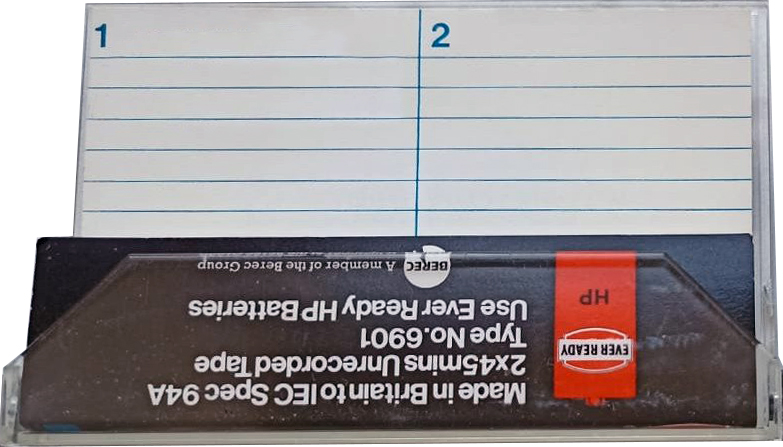 1
2
Made in Britain to IEC Spec 94A
2x45mins Unrecorded Tape
Type No.6901
Use Ever Ready HP Batteries
BEREC A member of the Berec Group
EVER READY
HP